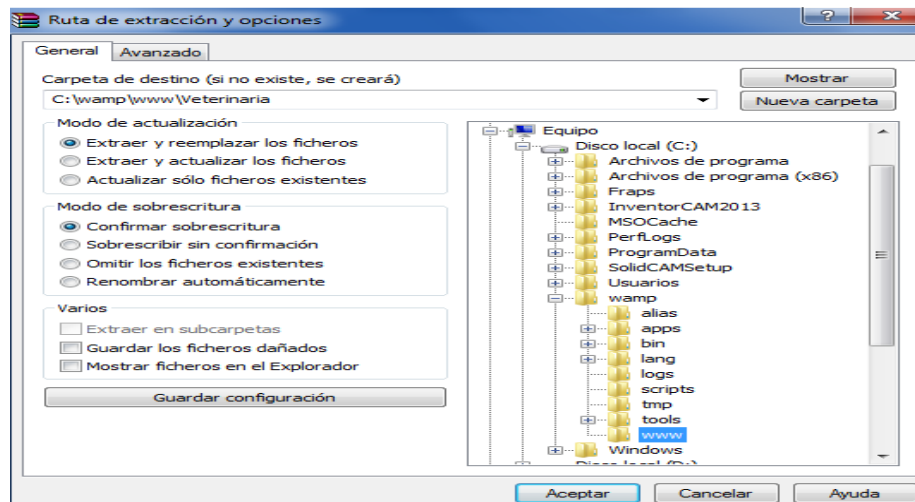 Ruta de extracción y opciones
General
Avanzado
Carpeta de destino (si no existe, se creará)
C:\wamp\www\Veterinaria
Mostrar
Nueva carpeta
Modo de actualización
Extraer y reemplazar los ficheros
Extraer y actualizar los ficheros
Actualizar sólo ficheros existentes
Modo de sobrescritura
Confirmar sobrescritura
Sobrescribir sin confirmación
Omitir los ficheros existentes
Renombrar automáticamente
Varios
Extraer en subcarpetas
Guardar los ficheros dañados
Mostrar ficheros en el Explorador
Guardar configuración
Equipo
Disco local (C:)
Archivos de programa
Archivos de programa (x86)
Fraps
InventorCAM2013
MSOCache
PerfLogs
ProgramData
SolidCAMSetup
Usuarios
wamp
alias
apps
bin
lang
logs
scripts
tmp
tools
www
Windows
Disco local (D:)
Aceptar
Cancelar
Ayuda